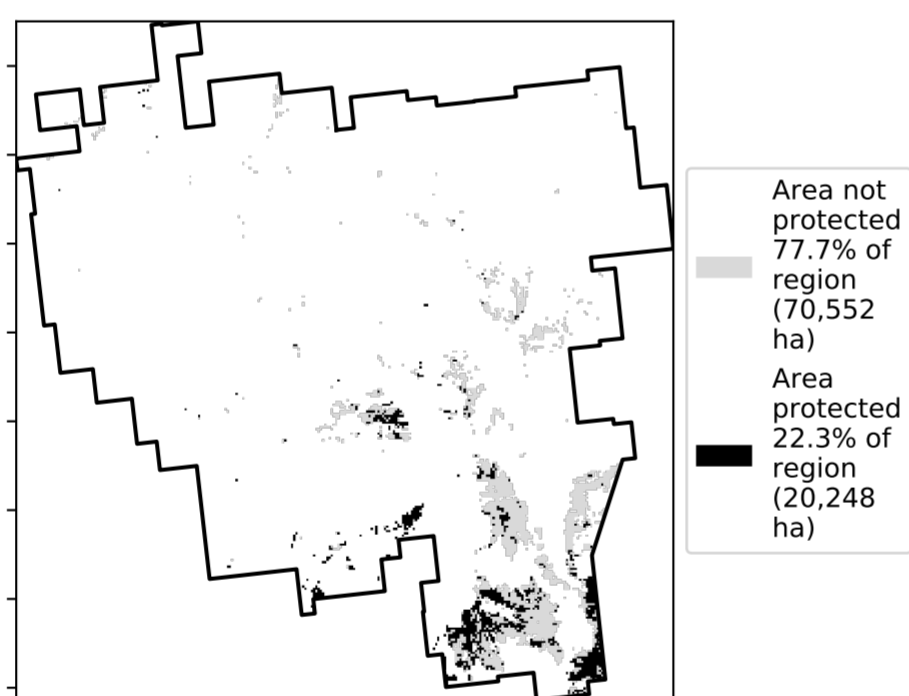 Area not
protected
77.7% of
region
(70,552
ha)
Area
protected
22.3% of
region
(20,248
ha)